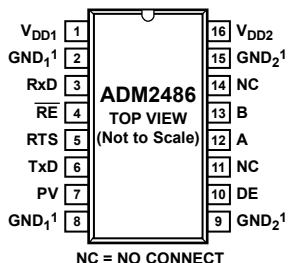 VDD1 1 16 VDD2
GND1¹ 2 15 GND2¹
RxD 3 14 NC
R̅E̅ 4 13 B
RTS 5 12 A
TxD 6 11 NC
PV 7 10 DE
GND1¹ 8 9 GND2¹
ADM2486
TOP VIEW
(Not to Scale)
NC = NO CONNECT